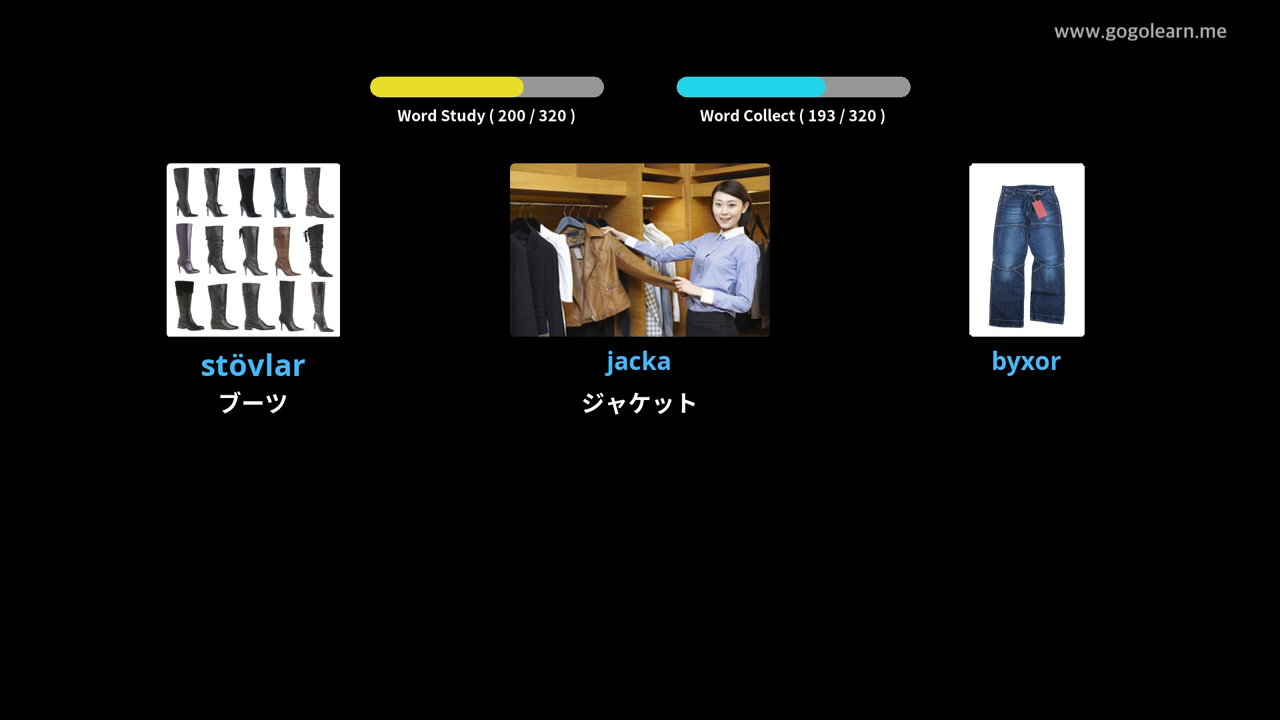 www.gogolearn.me
Word Study ( 200 / 320 )
Word Collect ( 193 / 320 )
stövlar
ブーツ
jacka
ジャケット
byxor